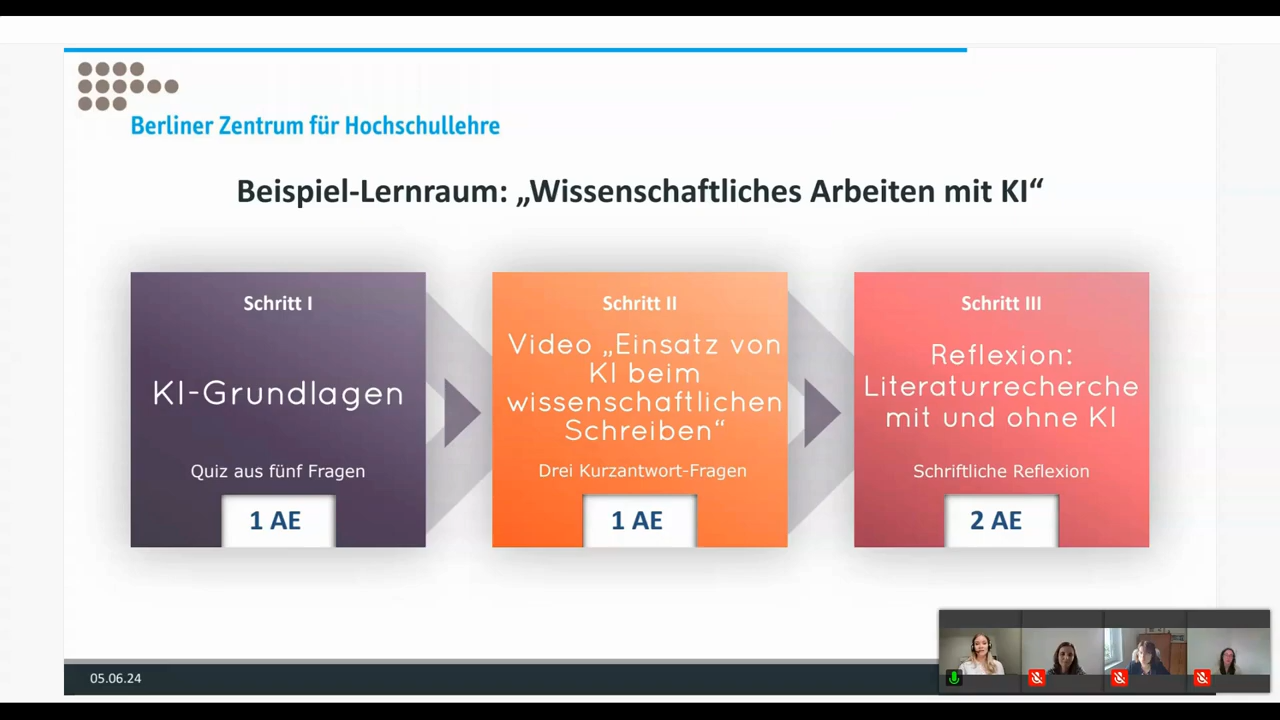 Berliner Zentrum für Hochschullehre
Beispiel-Lernraum: „Wissenschaftliches Arbeiten mit KI“
Schritt I
KI-Grundlagen
Quiz aus fünf Fragen
1 AE
Schritt II
Video „Einsatz von
KI beim
wissenschaftlichen
Schreiben“
Drei Kurzantwort-Fragen
1 AE
Schritt III
Reflexion:
Literaturrecherche
mit und ohne KI
Schriftliche Reflexion
2 AE
05.06.24